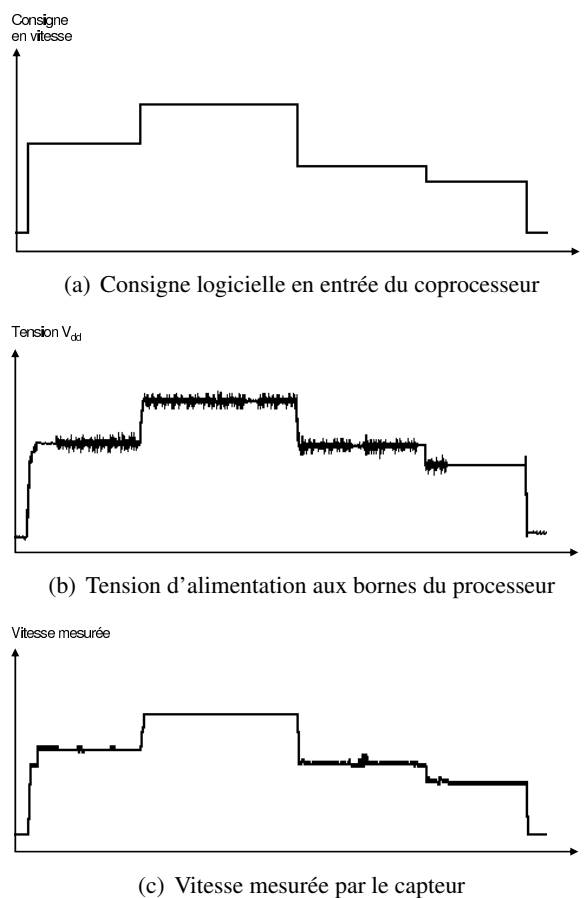 Consigne
en vitesse
(a) Consigne logicielle en entrée du coprocesseur
Tension Vdd
(b) Tension d'alimentation aux bornes du processeur
Vitesse mesurée
(c) Vitesse mesurée par le capteur